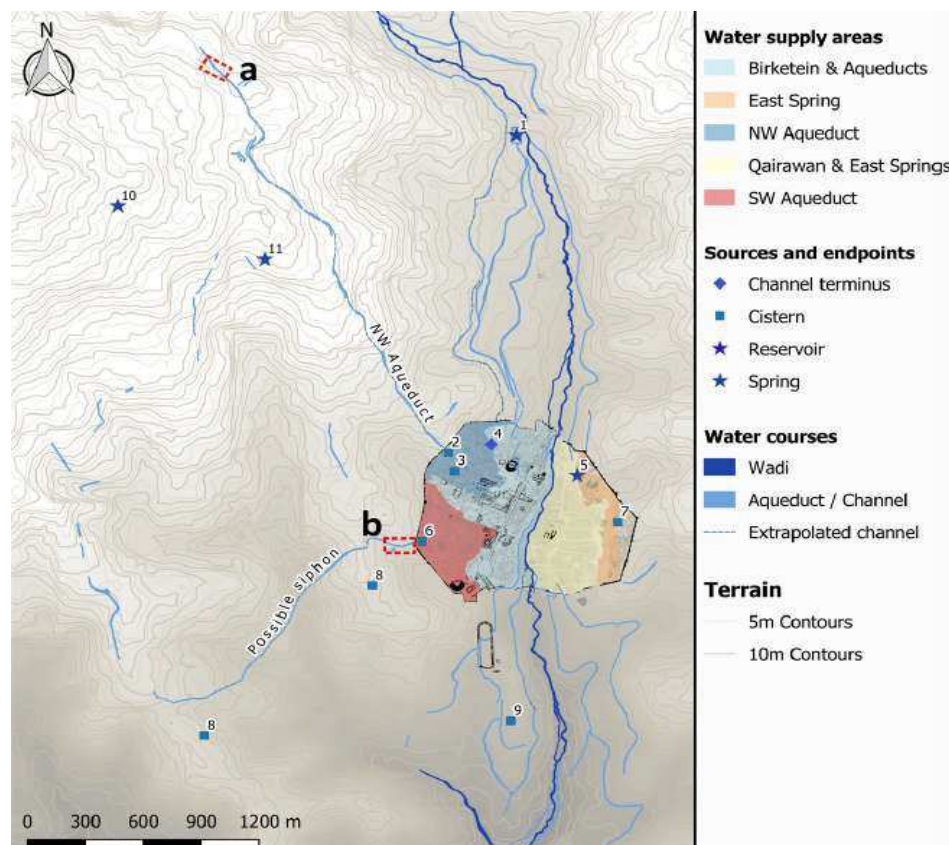 N
a
1
10
11
NW Aqueduct
2
4
3
5
7
b
6
8
Possible siphon
8
9
0 300 600 900 1200 m
Water supply areas
Birketein & Aqueducts
East Spring
NW Aqueduct
Qairawan & East Springs
SW Aqueduct
Sources and endpoints
Channel terminus
Cistern
Reservoir
Spring
Water courses
Wadi
Aqueduct / Channel
Extrapolated channel
Terrain
5m Contours
10m Contours